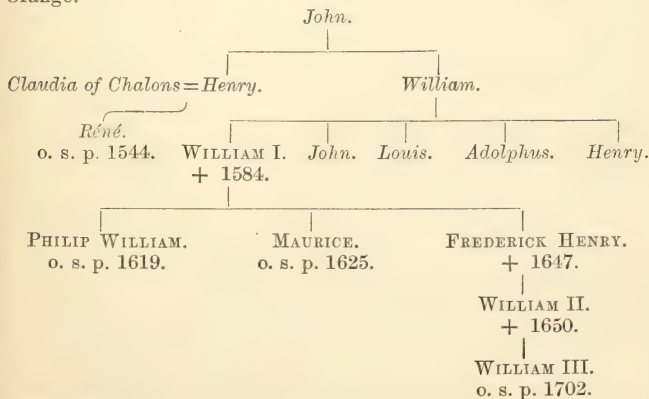 Orange.
John.
Claudia of Chalons = Henry. William.
Réné.
o. s. p. 1544. WILLIAM I. John. Louis. Adolphus. Henry.
+ 1584.
PHILIP WILLIAM. MAURICE. FREDERICK HENRY.
o. s. p. 1619. o. s. p. 1625. + 1647.
WILLIAM II.
+ 1650.
WILLIAM III.
o. s. p. 1702.